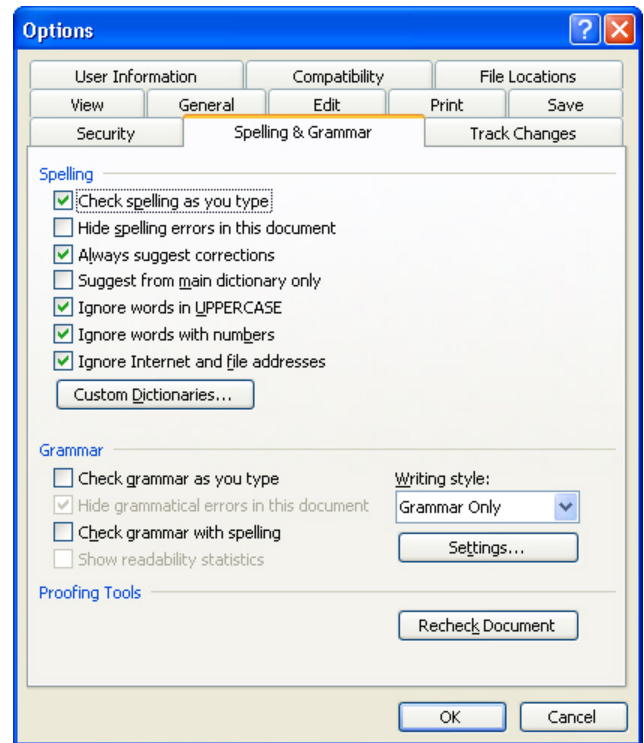 Options
User Information Compatibility File Locations
View General Edit Print Save
Security Spelling & Grammar Track Changes
Spelling
Check spelling as you type
Hide spelling errors in this document
Always suggest corrections
Suggest from main dictionary only
Ignore words in UPPERCASE
Ignore words with numbers
Ignore Internet and file addresses
Custom Dictionaries...
Grammar
Check grammar as you type Writing style:
Hide grammatical errors in this document Grammar Only
Check grammar with spelling
Settings...
Show readability statistics
Proofing Tools
Recheck Document
OK Cancel